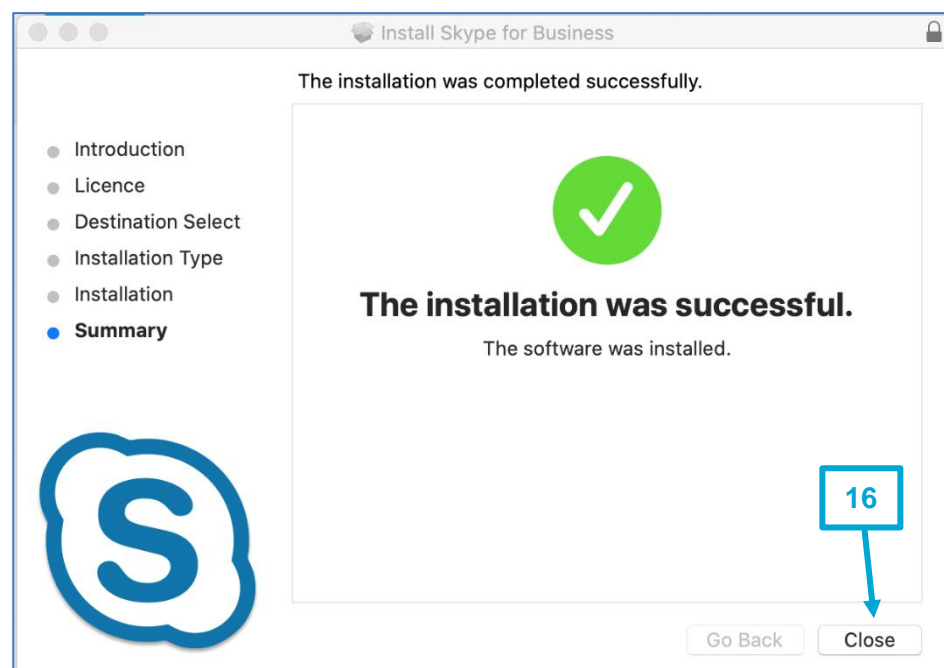 Install Skype for Business
The installation was completed successfully.
Introduction
Licence
Destination Select
Installation Type
Installation
Summary
The installation was successful.
The software was installed.
S
16
Go Back
Close